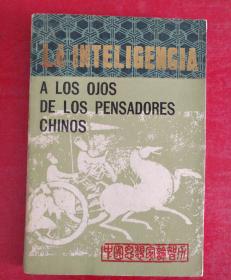 LA INTELIGENCIA
A LOS OJOS
DE LOS PENSADORES
CHINOS